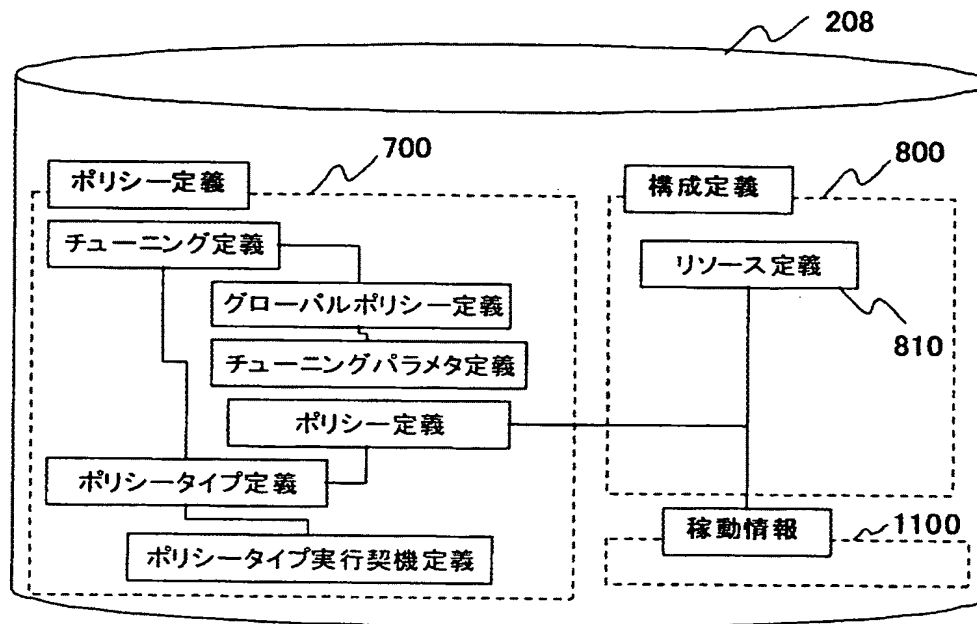 208
700
ポリシー定義
チューニング定義
グローバルポリシー定義
チューニングパラメタ定義
ポリシー定義
ポリシータイプ定義
ポリシータイプ実行契機定義
800
構成定義
リソース定義
810
稼動情報
1100